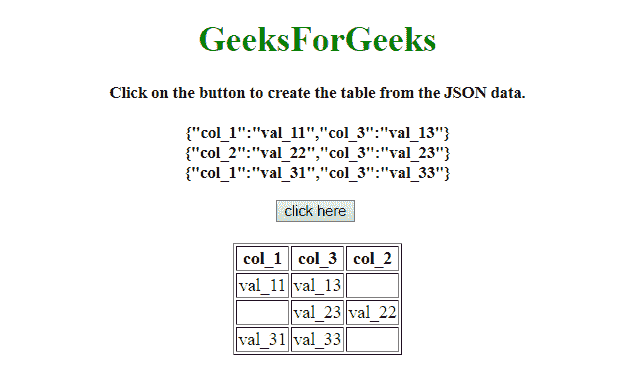 GeeksForGeeks
Click on the button to create the table from the JSON data.
{"col_1":"val_11","col_3":"val_13"}
{"col_2":"val_22","col_3":"val_23"}
{"col_1":"val_31","col_3":"val_33"}
click here
col_1 col_3 col_2
val_11 val_13
val_23 val_22
val_31 val_33